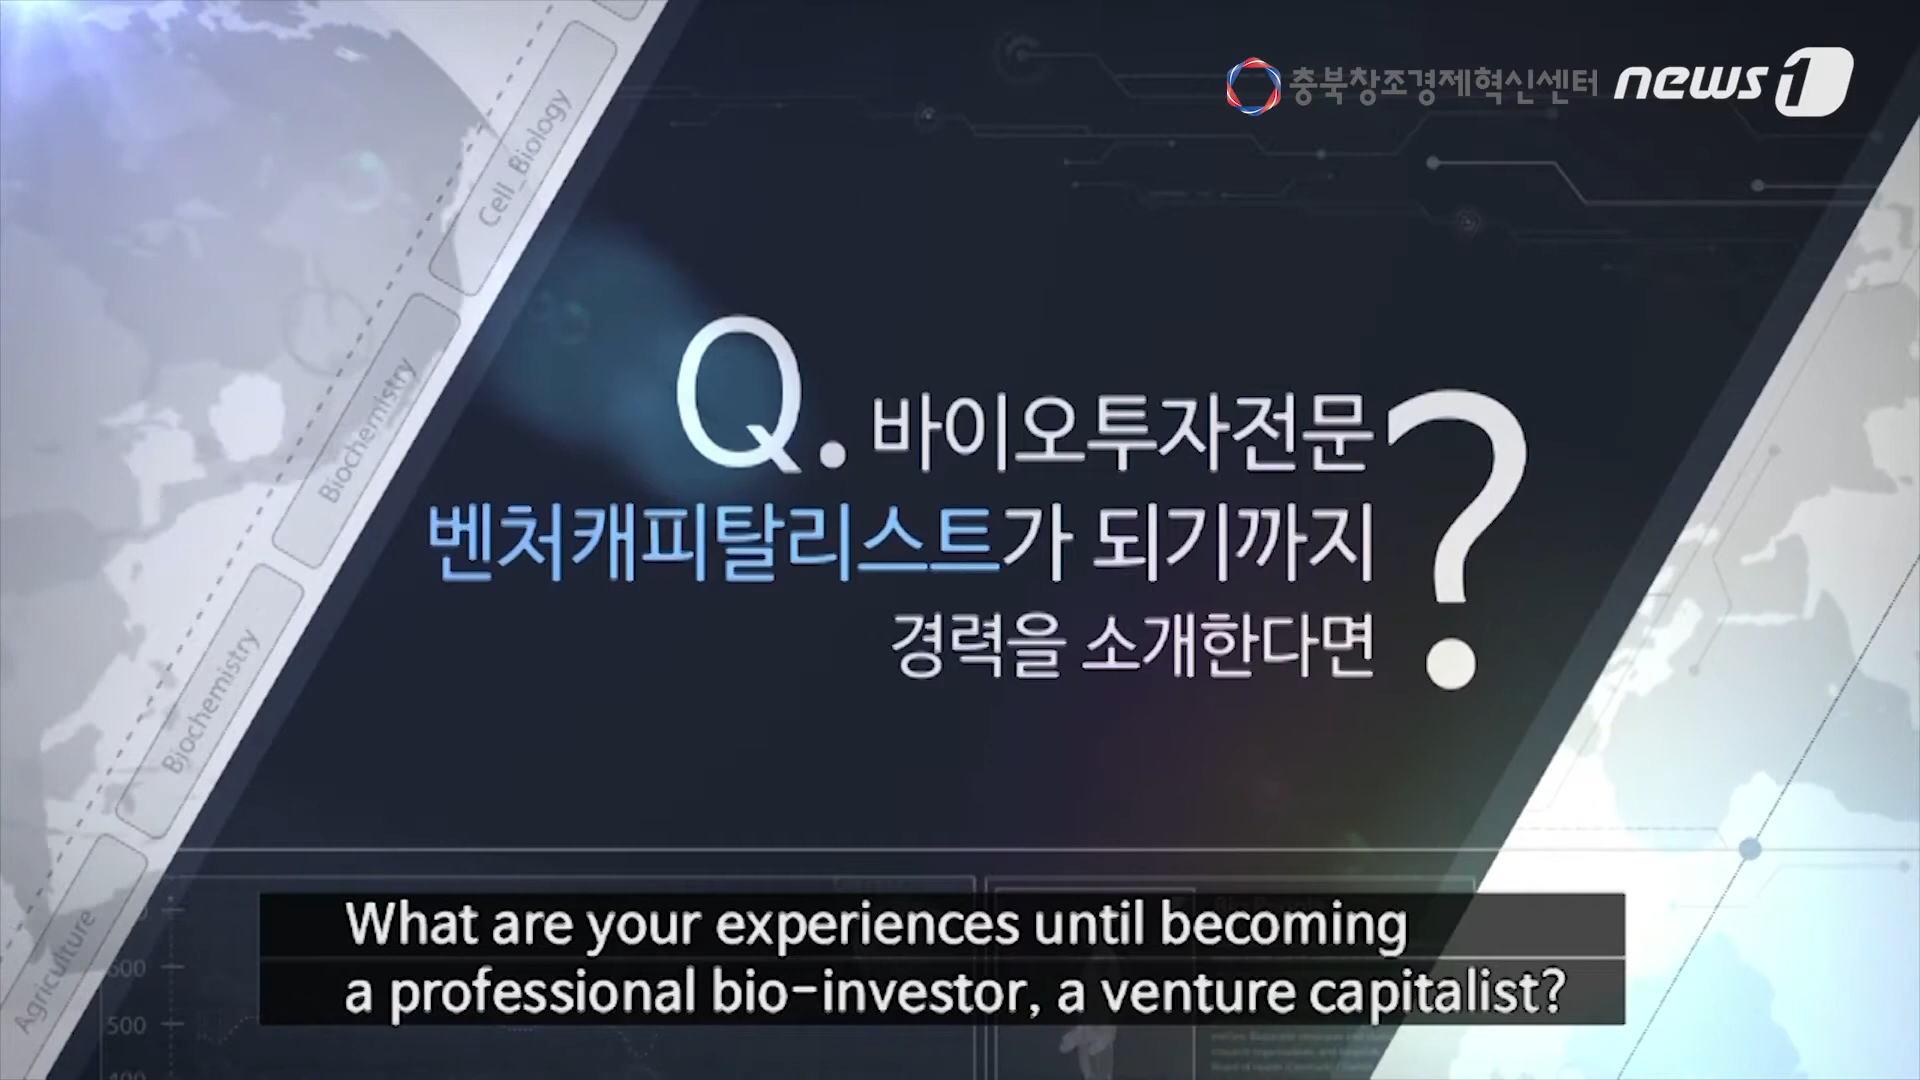 충북창조경제혁신센터 news1
Cell_Biology
Biochemistry
Biochemistry
Agriculture
Q. 바이오투자전문
벤처캐피탈리스트가 되기까지
경력을 소개한다면
?
What are your experiences until becoming
a professional bio-investor, a venture capitalist?
600
500
400